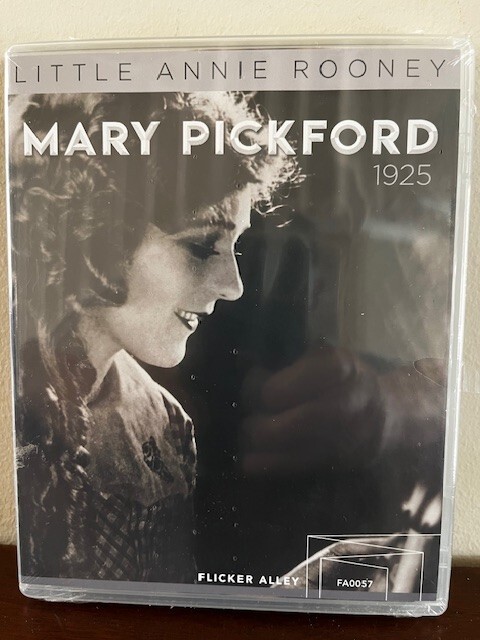 LITTLE ANNIE ROONEY
MARY PICKFORD
1925
FLICKER ALLEY
FA0057